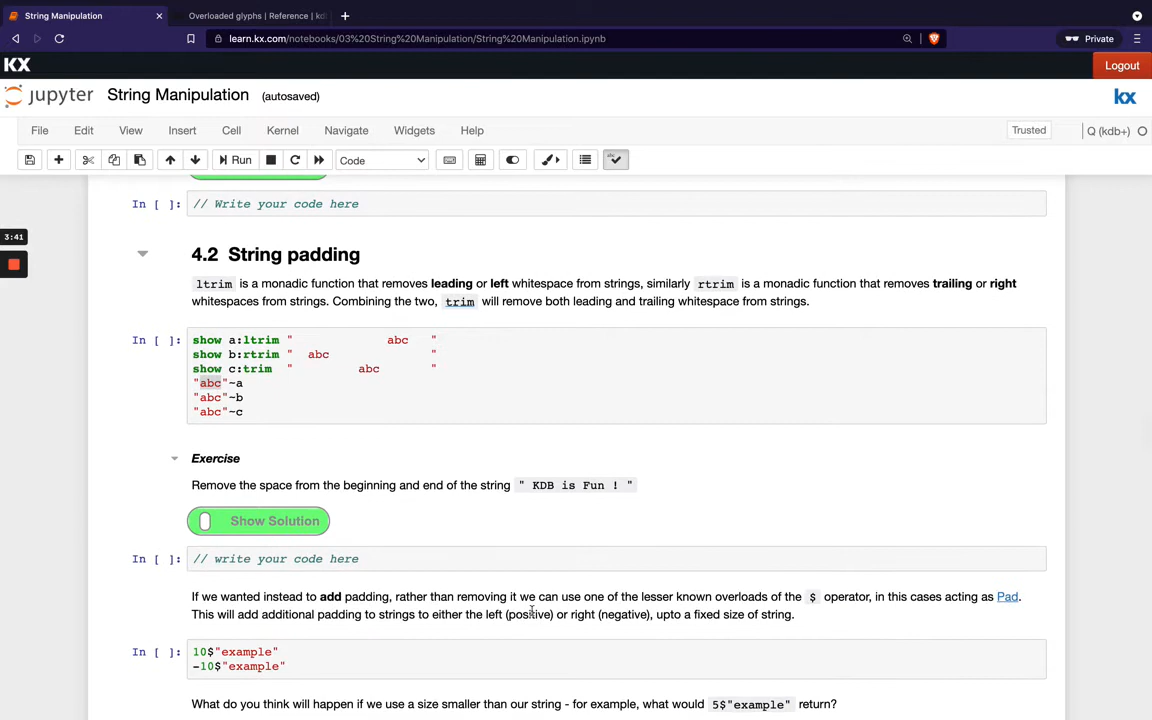 String Manipulation
Overloaded glyphs | Reference | kd
learn.kx.com/notebooks/03%20String%20Manipulation/String%20Manipulation.ipynb
Private
KX
Logout
jupyter String Manipulation (autosaved)
kx
File Edit View Insert Cell Kernel Navigate Widgets Help
Trusted
Q (kdb+)
Run
Code
In [ ]: // Write your code here
3:41
4.2 String padding
ltrim is a monadic function that removes leading or left whitespace from strings, similarly rtrim is a monadic function that removes trailing or right
whitespaces from strings. Combining the two, trim will remove both leading and trailing whitespace from strings.
In [ ]: show a:ltrim "             abc   "
show b:rtrim "  abc              "
show c:trim  "         abc       "
"abc"~a
"abc"~b
"abc"~c
Exercise
Remove the space from the beginning and end of the string " KDB is Fun ! "
Show Solution
In [ ]: // write your code here
If we wanted instead to add padding, rather than removing it we can use one of the lesser known overloads of the $ operator, in this cases acting as Pad.
This will add additional padding to strings to either the left (positive) or right (negative), upto a fixed size of string.
In [ ]: 10$"example"
-10$"example"
What do you think will happen if we use a size smaller than our string - for example, what would 5$"example" return?